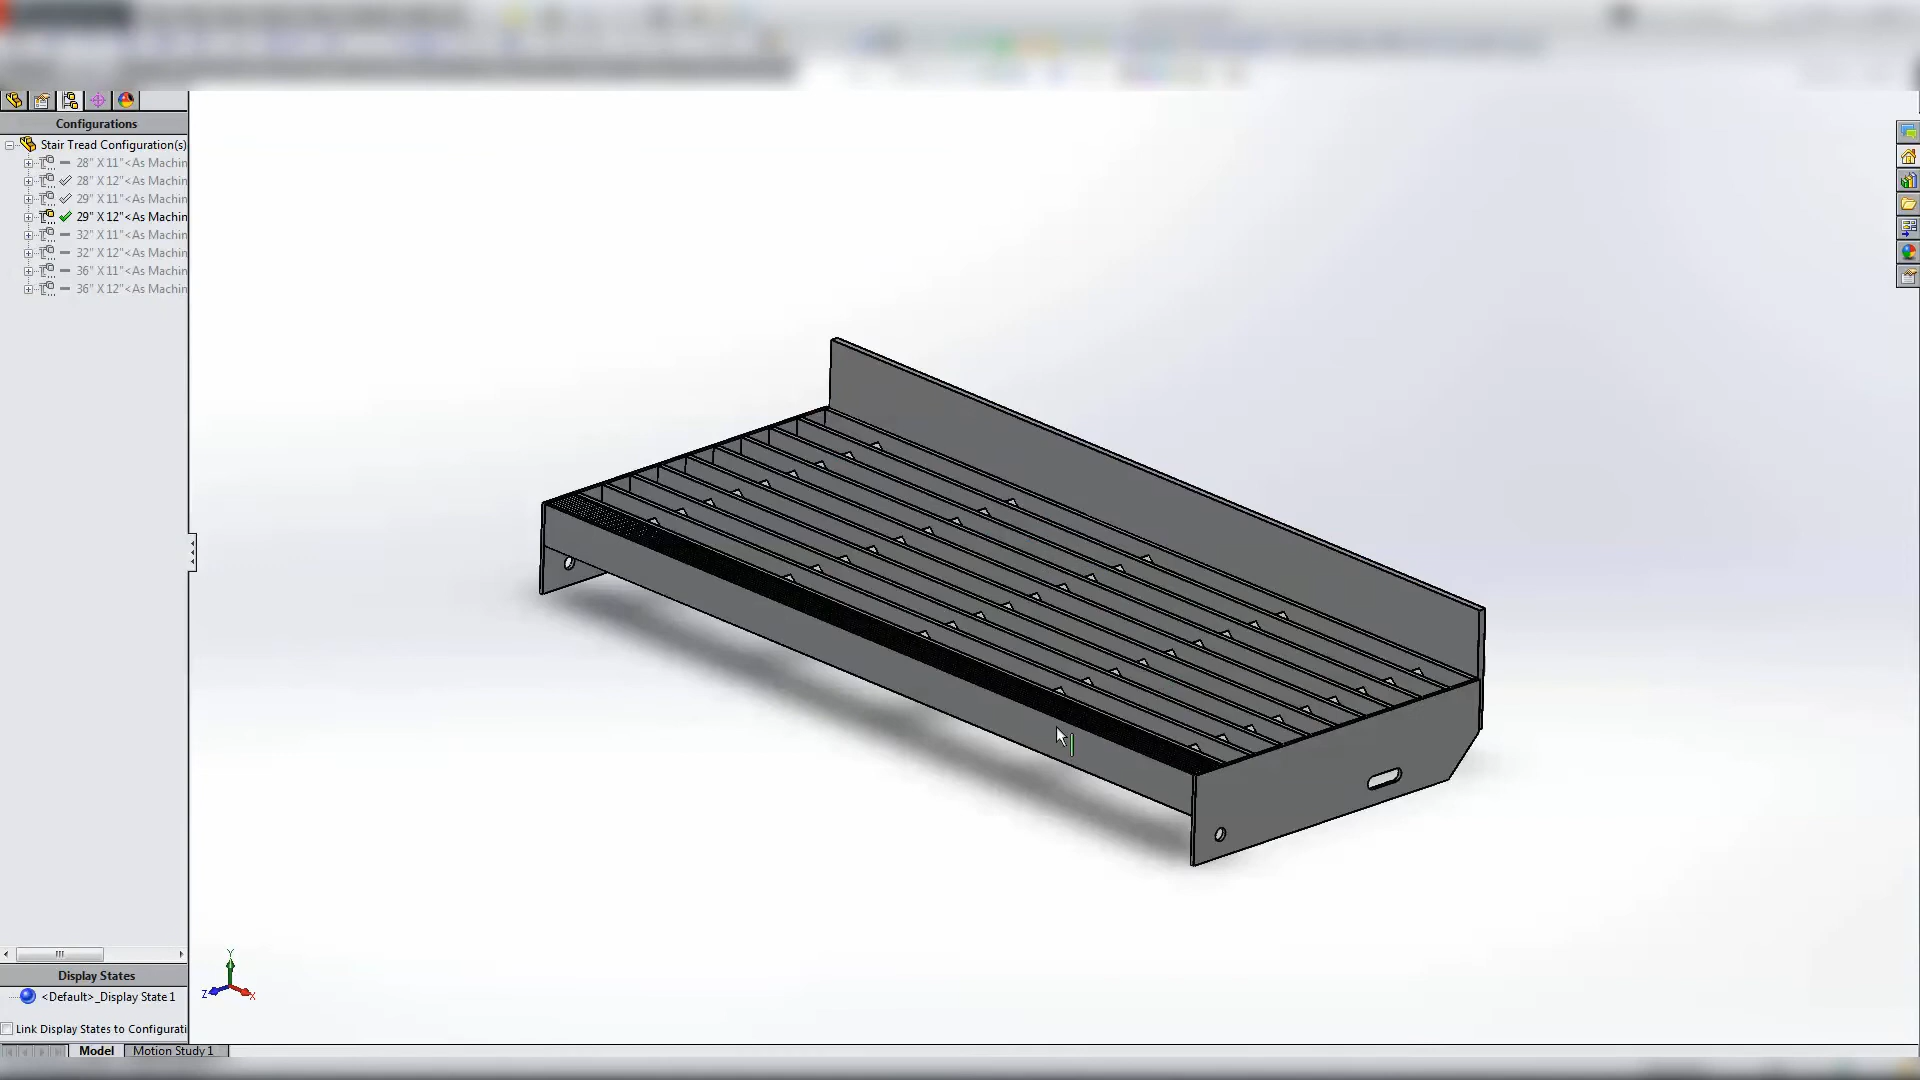 Configurations
Stair Tread Configuration(s)
28" X 11"<As Machin
28" X 12"<As Machin
29" X 11"<As Machin
29" X 12"<As Machin
32" X 11"<As Machin
32" X 12"<As Machin
36" X 11"<As Machin
36" X 12"<As Machin
Display States
<Default>_Display State 1
Link Display States to Configurati
Model
Motion Study 1
Y
Z
X